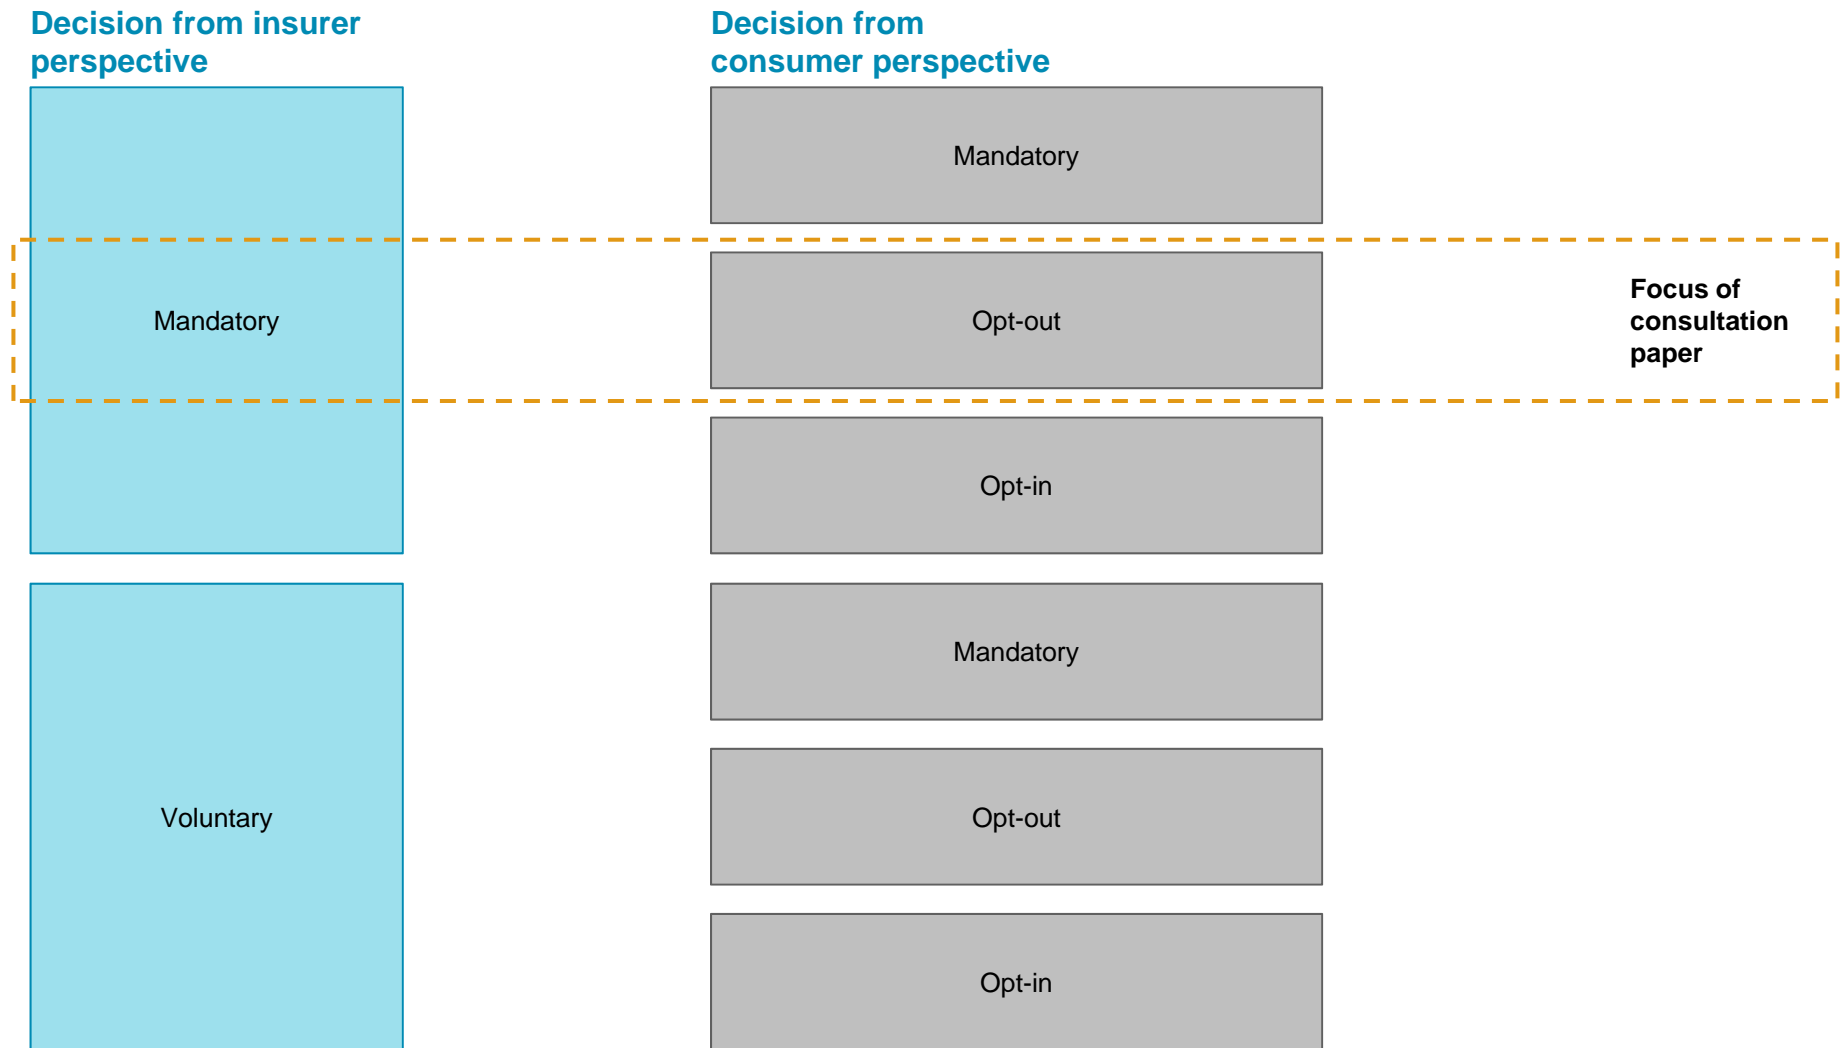 Decision from insurer
perspective
Decision from
consumer perspective
Mandatory
Mandatory
Opt-out
Focus of
consultation
paper
Opt-in
Voluntary
Mandatory
Opt-out
Opt-in